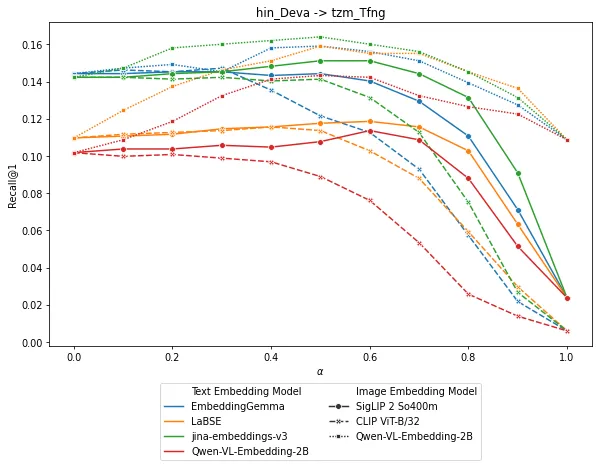 hin_Deva -> tzm_Tfng
Recall@1
0.16
0.14
0.12
0.10
0.08
0.06
0.04
0.02
0.00
0.0 0.2 0.4 0.6 0.8 1.0
α
Text Embedding Model
EmbeddingGemma
LaBSE
jina-embeddings-v3
Qwen-VL-Embedding-2B
Image Embedding Model
SigLIP 2 So400m
CLIP ViT-B/32
Qwen-VL-Embedding-2B